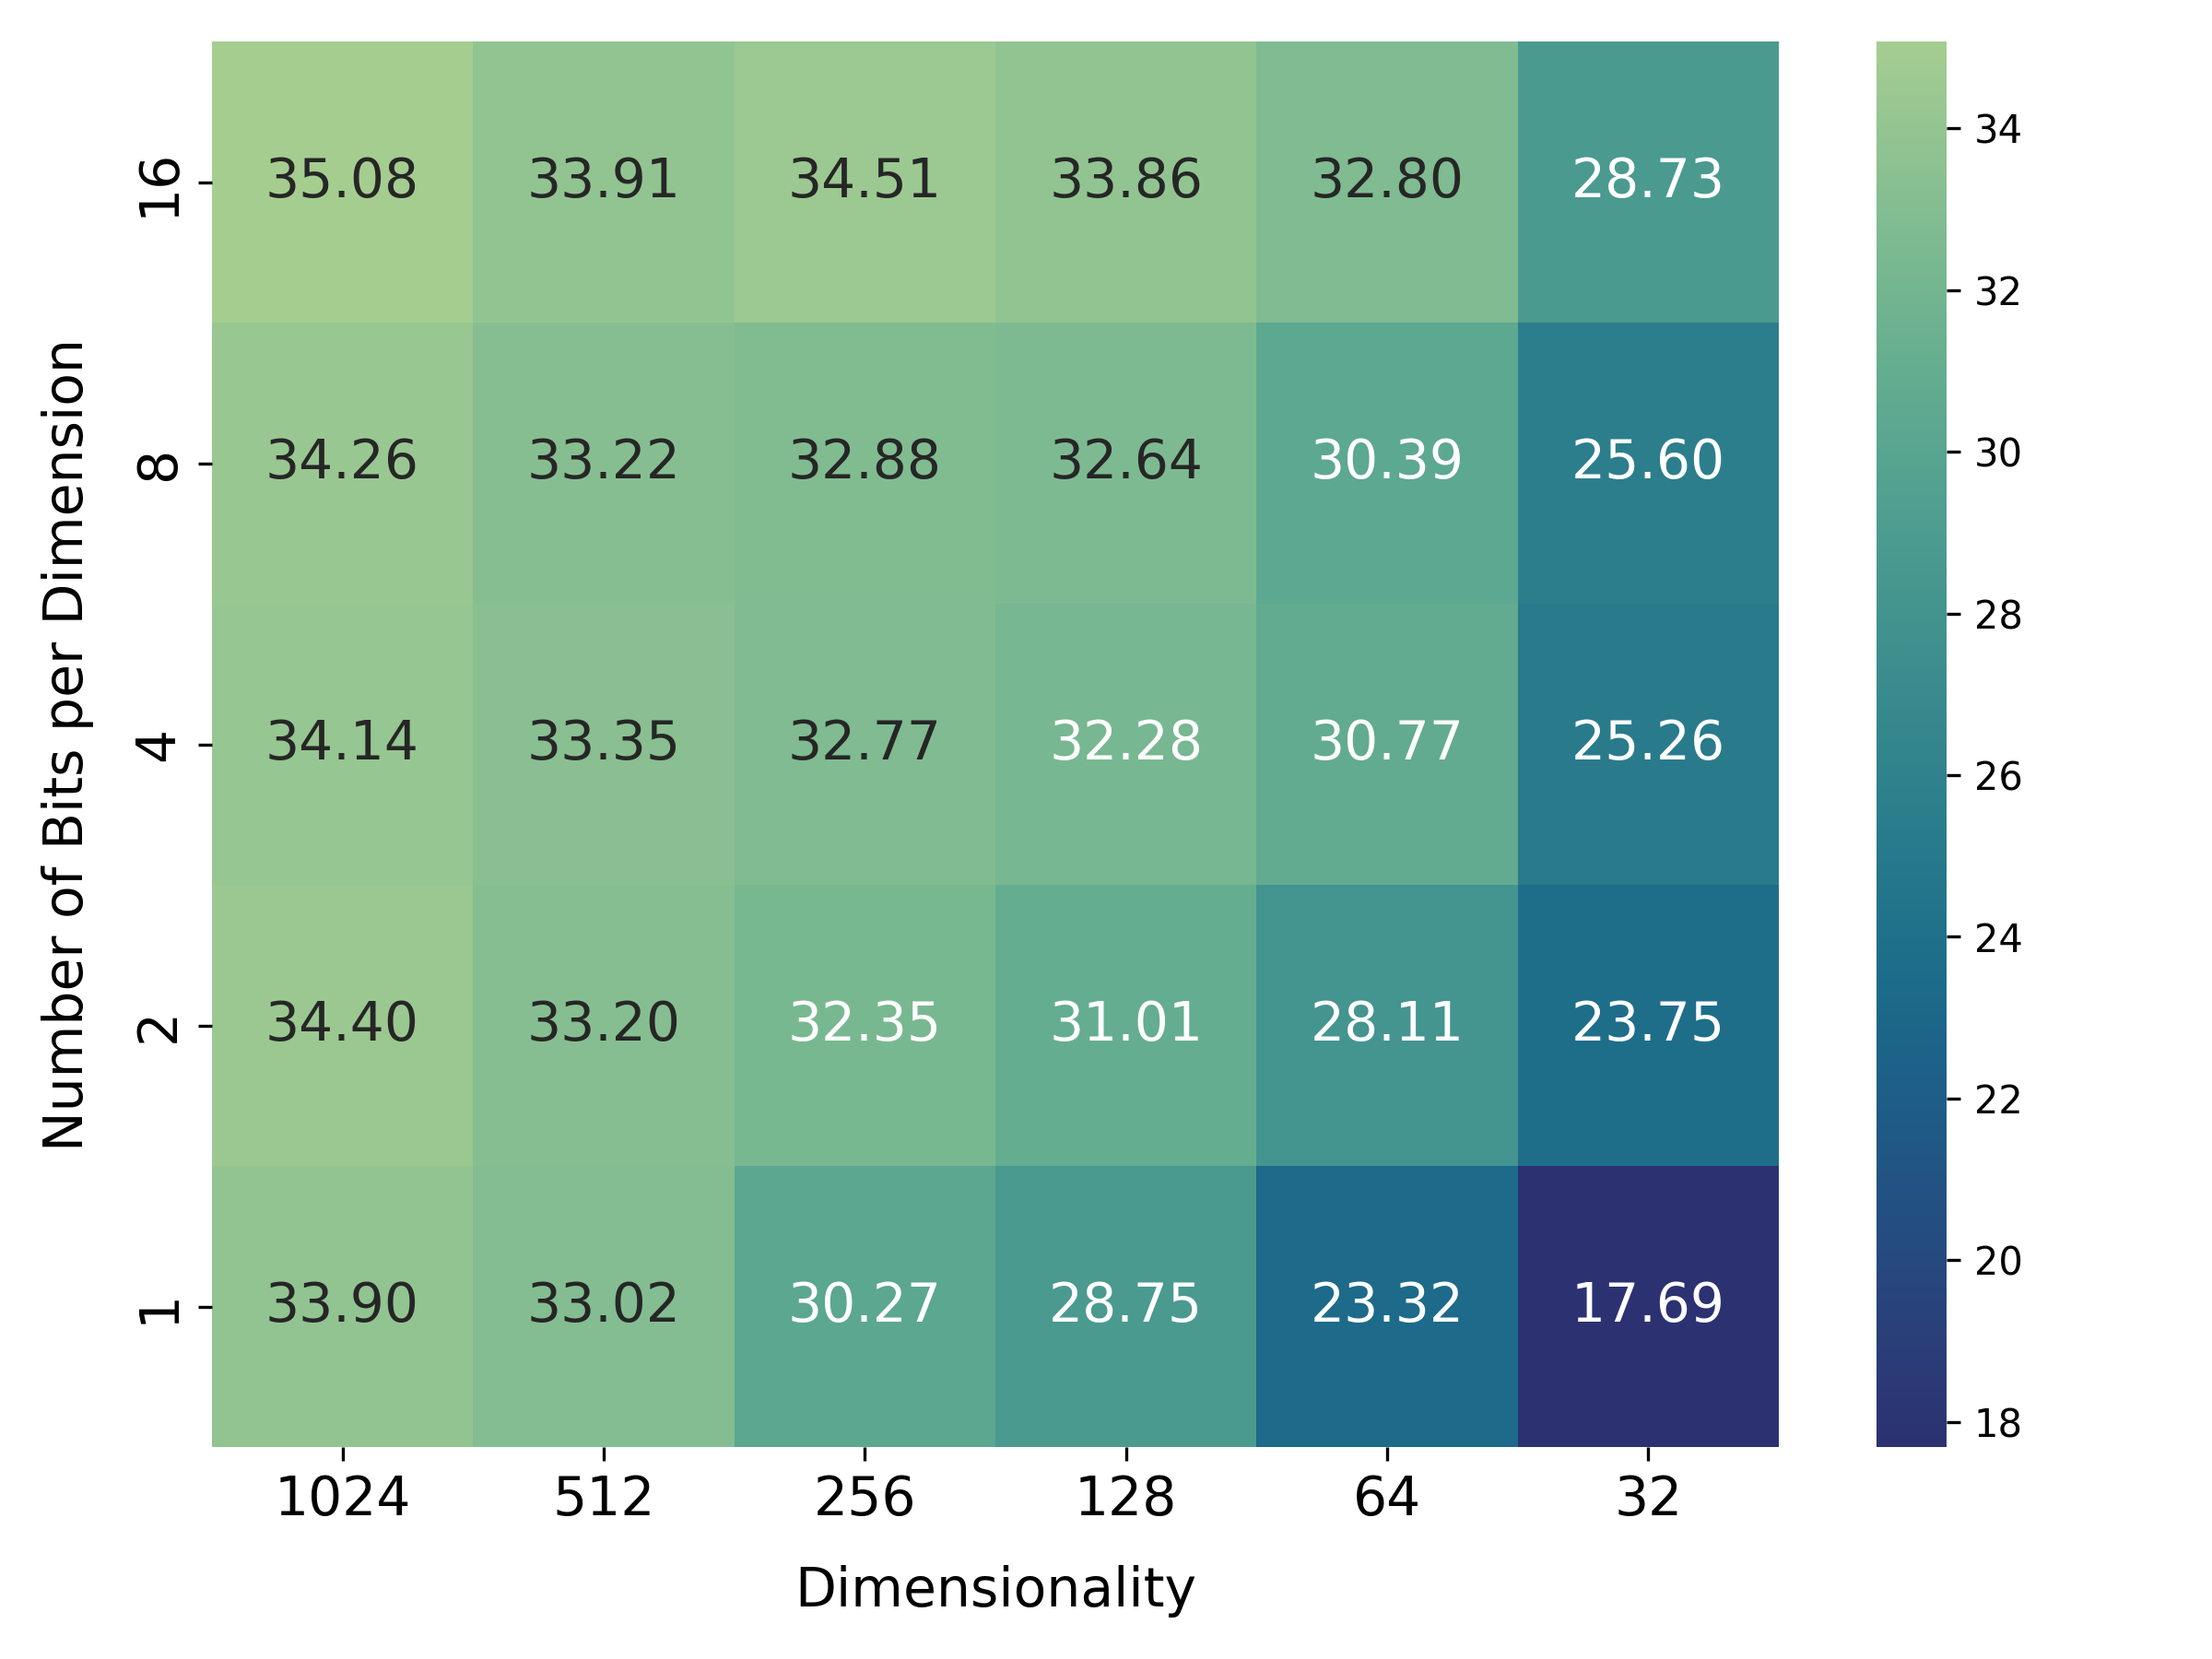 Number of Bits per Dimension
16 35.08 33.91 34.51 33.86 32.80 28.73
8 34.26 33.22 32.88 32.64 30.39 25.60
4 34.14 33.35 32.77 32.28 30.77 25.26
2 34.40 33.20 32.35 31.01 28.11 23.75
1 33.90 33.02 30.27 28.75 23.32 17.69
1024 512 256 128 64 32
Dimensionality
34
32
30
28
26
24
22
20
18